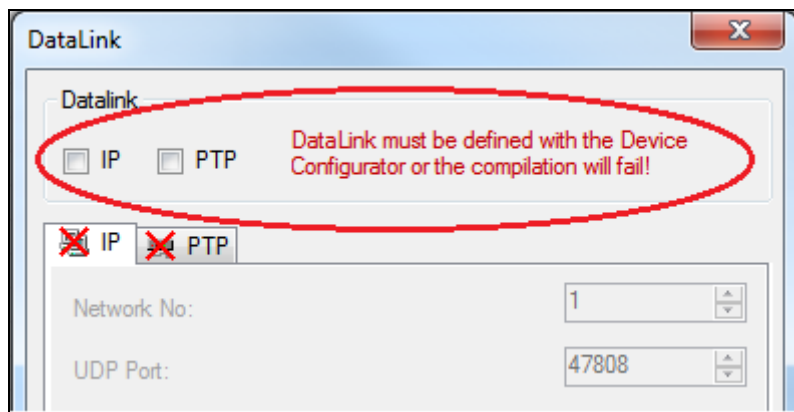 DataLink
Datalink
IP PTP DataLink must be defined with the Device
Configurator or the compilation will fail!
IP PTP
Network No: 1
UDP Port: 47808